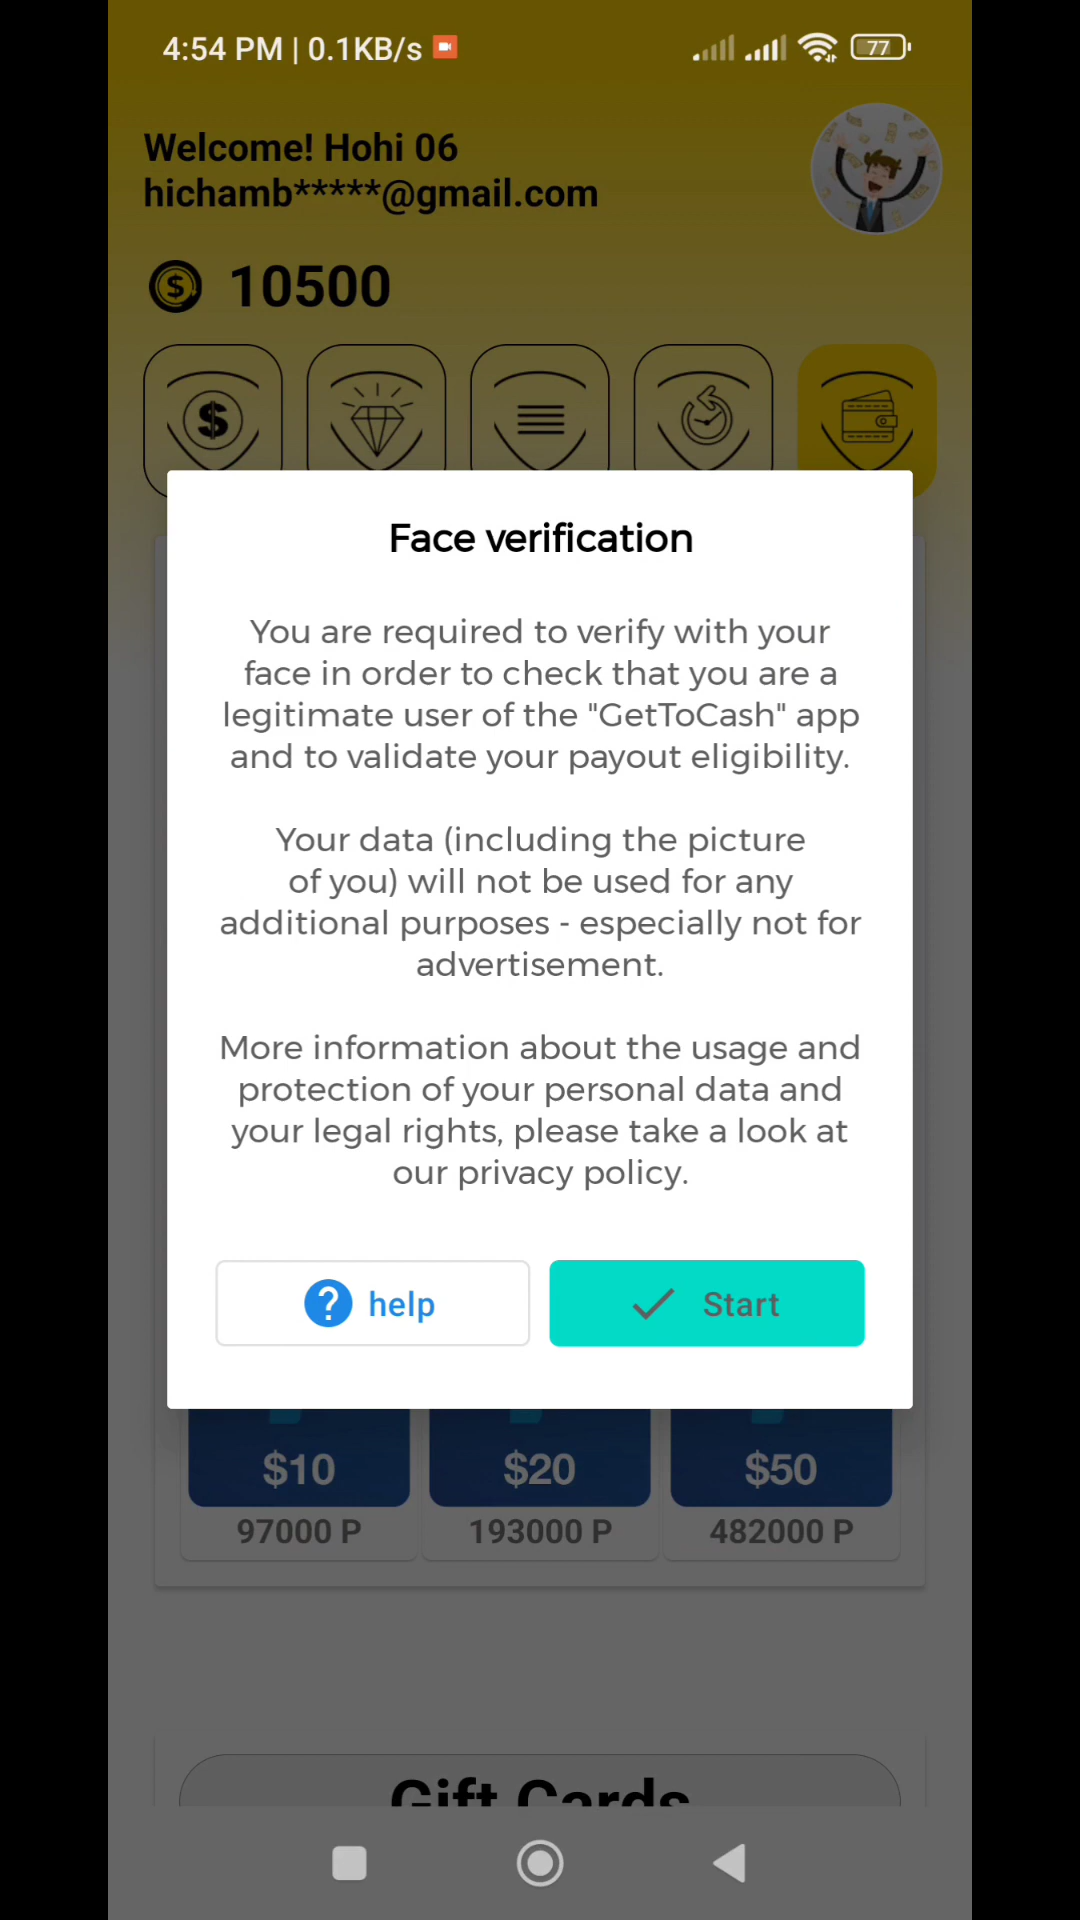 4:54 PM | 0.1KB/s
77
Welcome! Hohi 06
hichamb*****@gmail.com
10500
Face verification
You are required to verify with your
face in order to check that you are a
legitimate user of the "GetToCash" app
and to validate your payout eligibility.
Your data (including the picture
of you) will not be used for any
additional purposes - especially not for
advertisement.
More information about the usage and
protection of your personal data and
your legal rights, please take a look at
our privacy policy.
? help
Start
$10 $20 $50
97000 P 193000 P 482000 P
Gift Cards